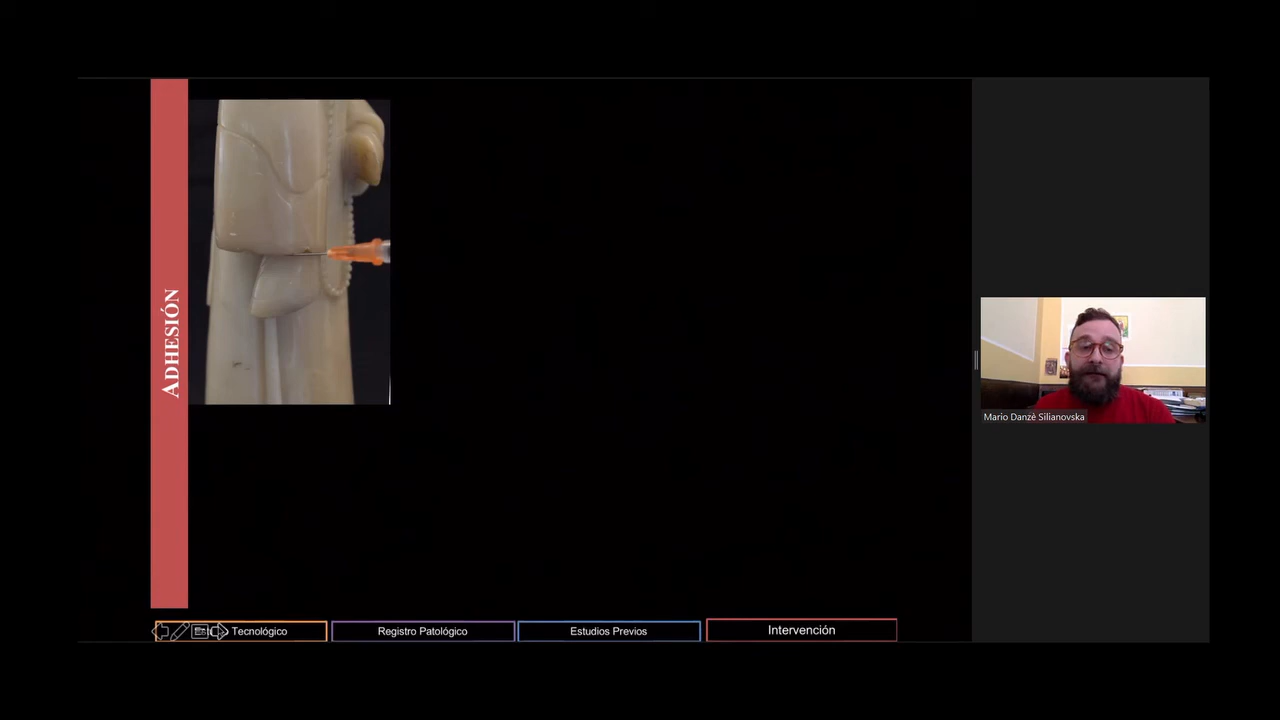 ADHESIÓN
Mario Danzè Silianovska
Tecnológico
Registro Patológico
Estudios Previos
Intervención